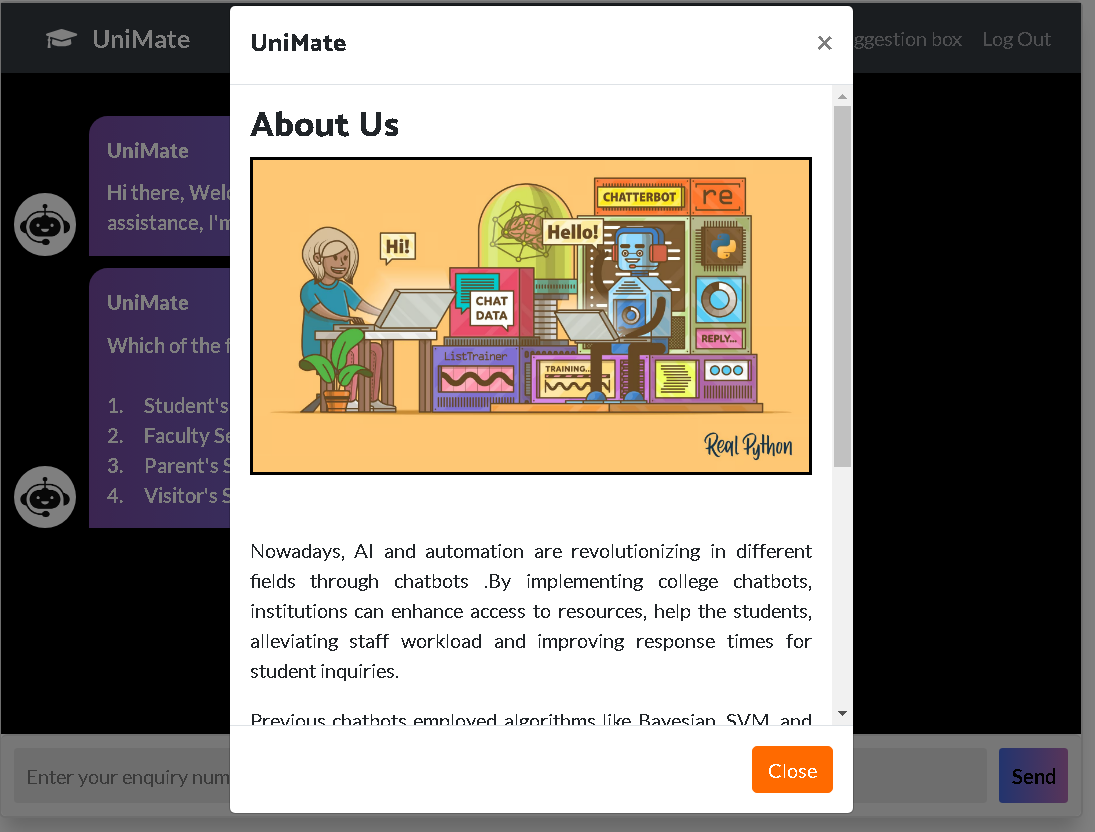 UniMate
ggestion box
Log Out
UniMate
×
About Us
CHATTERBOT
re
Hi!
Hello!
CHAT
DATA
REPLY...
ListTrainer
TRAINING...
Real Python
Nowadays, AI and automation are revolutionizing in different
fields through chatbots .By implementing college chatbots,
institutions can enhance access to resources, help the students,
alleviating staff workload and improving response times for
student inquiries.
Previous chatbots employed algorithms like Bayesian, SVM, and
Close
UniMate
Hi there, Welc
assistance, I'm
UniMate
Which of the f
1. Student's
2. Faculty Se
3. Parent's S
4. Visitor's S
Enter your enquiry num
Send